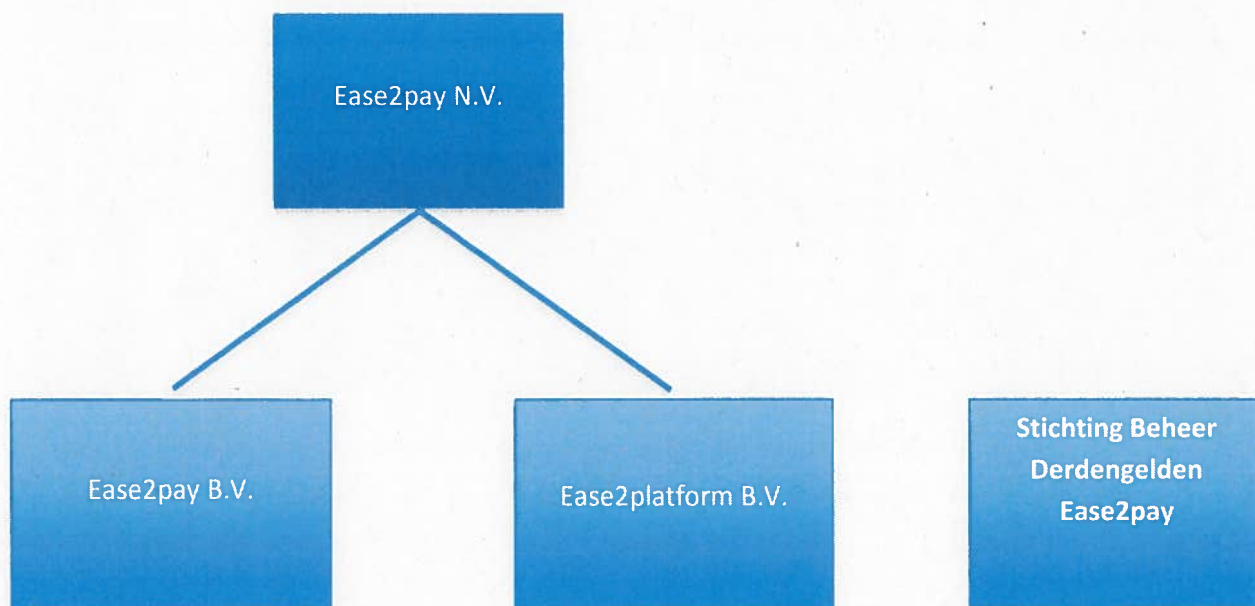 Ease2pay N.V.
Ease2pay B.V.
Ease2platform B.V.
Stichting Beheer
Derdengelden
Ease2pay